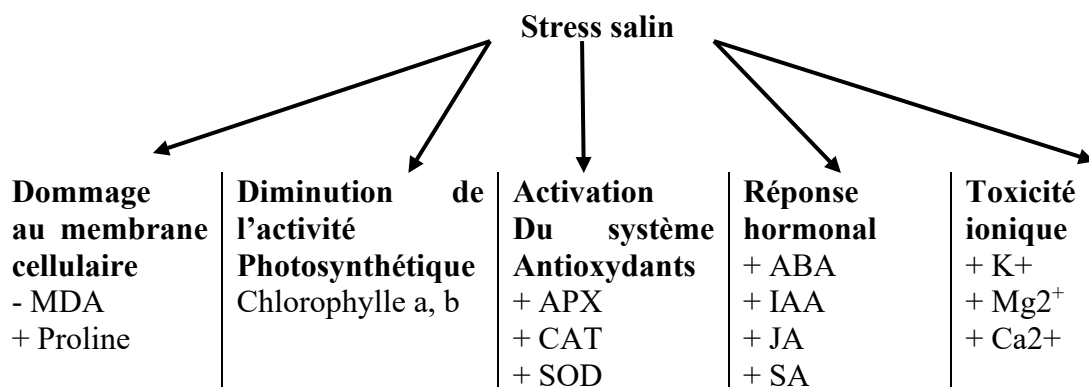 Stress salin
Dommage
au membrane
cellulaire
- MDA
+ Proline
Diminution de
l’activité
Photosynthétique
Chlorophylle a, b
Activation
Du système
Antioxydants
+ APX
+ CAT
+ SOD
Réponse
hormonal
+ ABA
+ IAA
+ JA
+ SA
Toxicité
ionique
+ K+
+ Mg2⁺
+ Ca2+